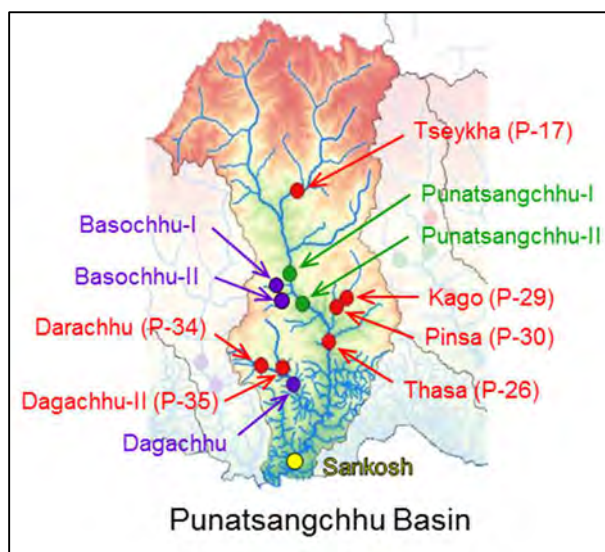 Tseykha (P-17)
Punatsangchhu-I
Basochhu-I
Punatsangchhu-II
Basochhu-II
Kago (P-29)
Darachhu (P-34)
Pinsa (P-30)
Thasa (P-26)
Dagachhu-II (P-35)
Dagachhu
Sankosh
Punatsangchhu Basin